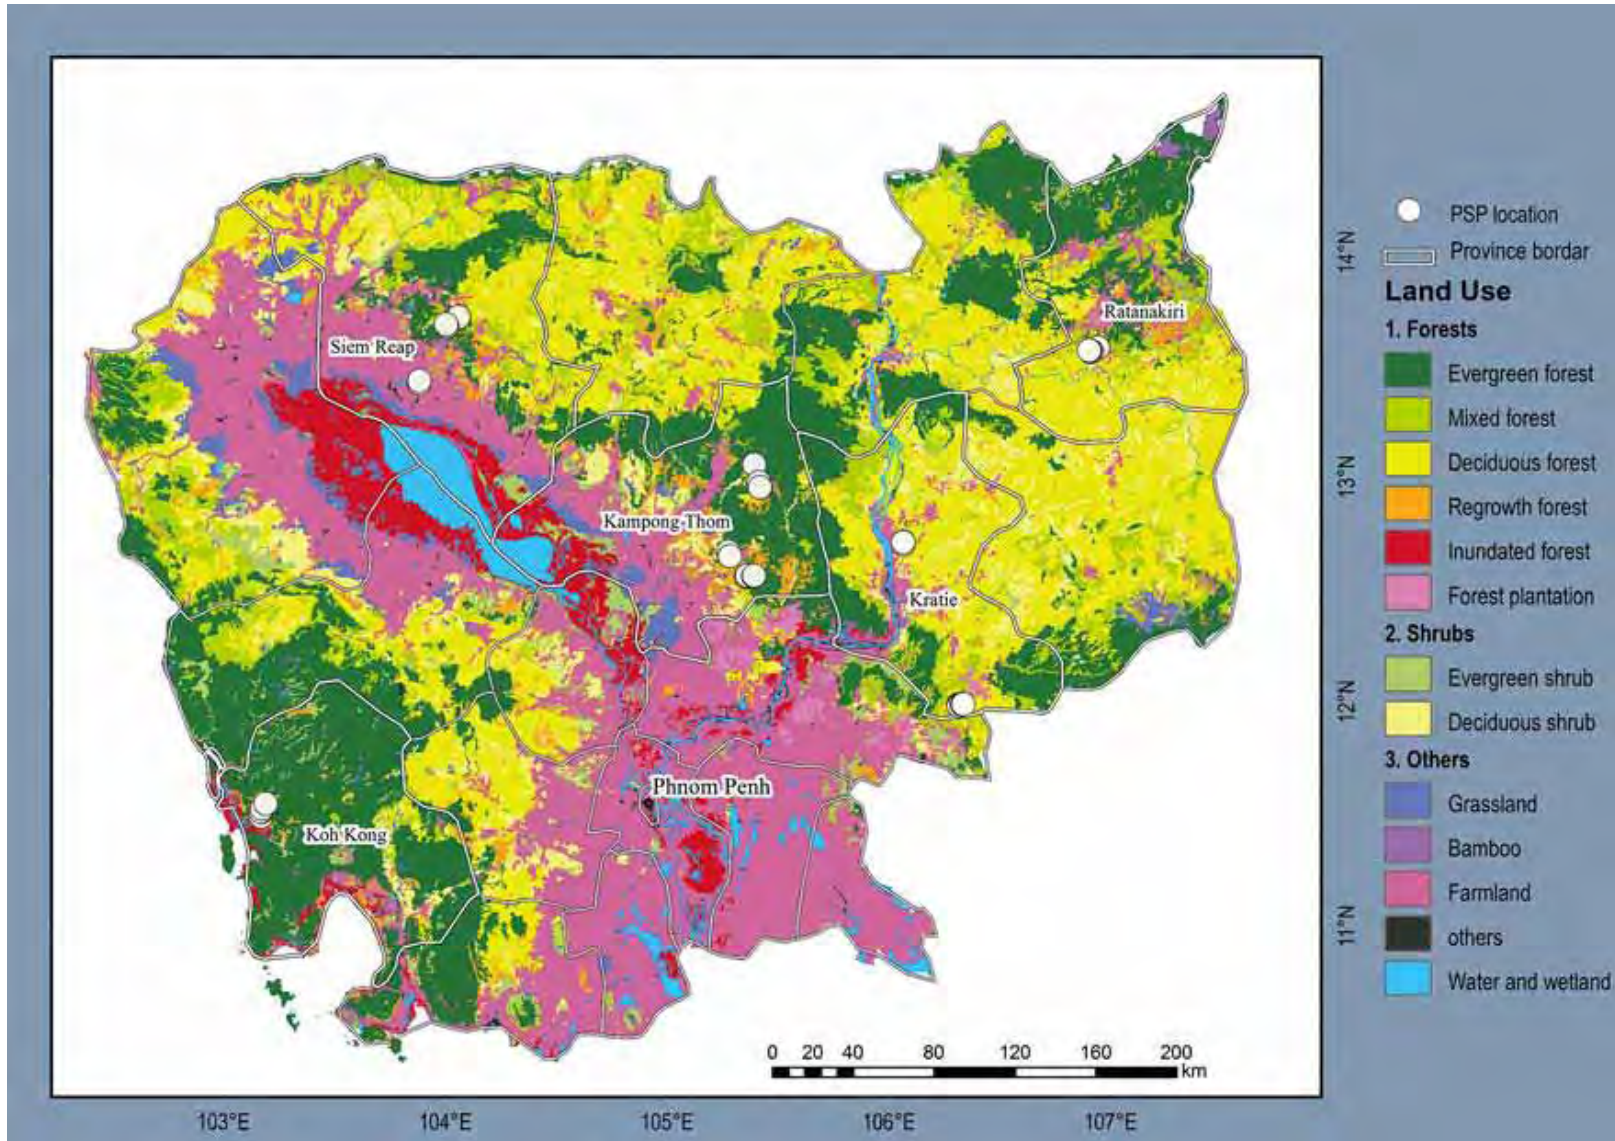 PSP location
Province bordar
Land Use
1. Forests
Evergreen forest
Mixed forest
Deciduous forest
Regrowth forest
Inundated forest
Forest plantation
2. Shrubs
Evergreen shrub
Deciduous shrub
3. Others
Grassland
Bamboo
Farmland
others
Water and wetland
14°N
13°N
12°N
11°N
Ratanakiri
Siem Reap
Kampong-Thom
Kratie
Phnom Penh
Koh Kong
0 20 40 80 120 160 200
km
103°E 104°E 105°E 106°E 107°E